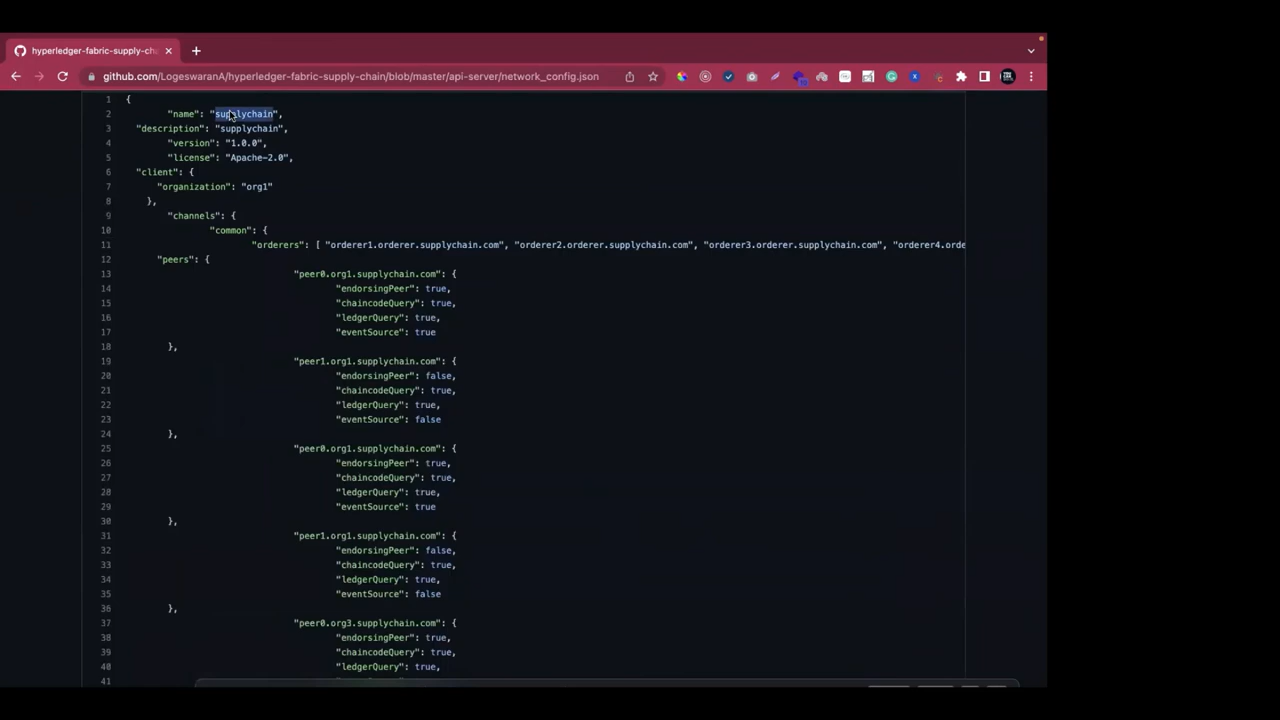 hyperledger-fabric-supply-cha
github.com/LogeswaranA/hyperledger-fabric-supply-chain/blob/master/api-server/network_config.json
1 {
2 "name": "supplychain",
3 "description": "supplychain",
4 "version": "1.0.0",
5 "license": "Apache-2.0",
6 "client": {
7 "organization": "org1"
8 },
9 "channels": {
10 "common": {
11 "orderers": [ "orderer1.orderer.supplychain.com", "orderer2.orderer.supplychain.com", "orderer3.orderer.supplychain.com", "orderer4.orde
12 "peers": {
13 "peer0.org1.supplychain.com": {
14 "endorsingPeer": true,
15 "chaincodeQuery": true,
16 "ledgerQuery": true,
17 "eventSource": true
18 },
19 "peer1.org1.supplychain.com": {
20 "endorsingPeer": false,
21 "chaincodeQuery": true,
22 "ledgerQuery": true,
23 "eventSource": false
24 },
25 "peer0.org1.supplychain.com": {
26 "endorsingPeer": true,
27 "chaincodeQuery": true,
28 "ledgerQuery": true,
29 "eventSource": true
30 },
31 "peer1.org1.supplychain.com": {
32 "endorsingPeer": false,
33 "chaincodeQuery": true,
34 "ledgerQuery": true,
35 "eventSource": false
36 },
37 "peer0.org3.supplychain.com": {
38 "endorsingPeer": true,
39 "chaincodeQuery": true,
40 "ledgerQuery": true,
41